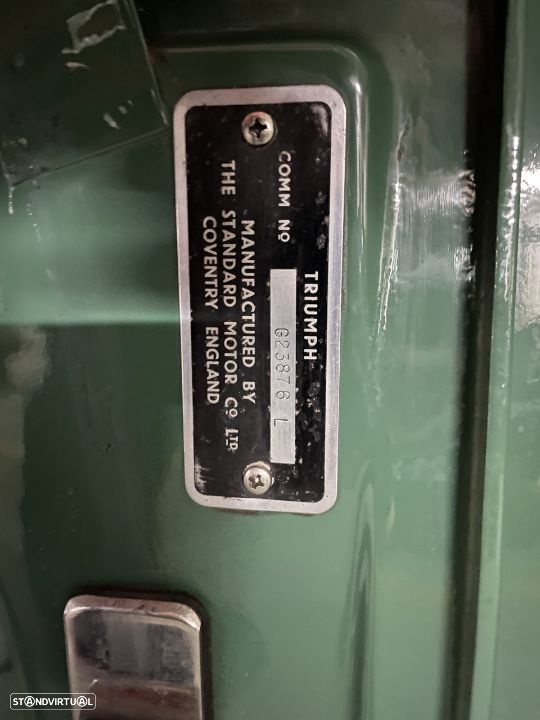 TRIUMPH
COMM Nº G23876 L
MANUFACTURED BY
THE STANDARD MOTOR Cº LTD
COVENTRY ENGLAND
STANDVIRTUAL